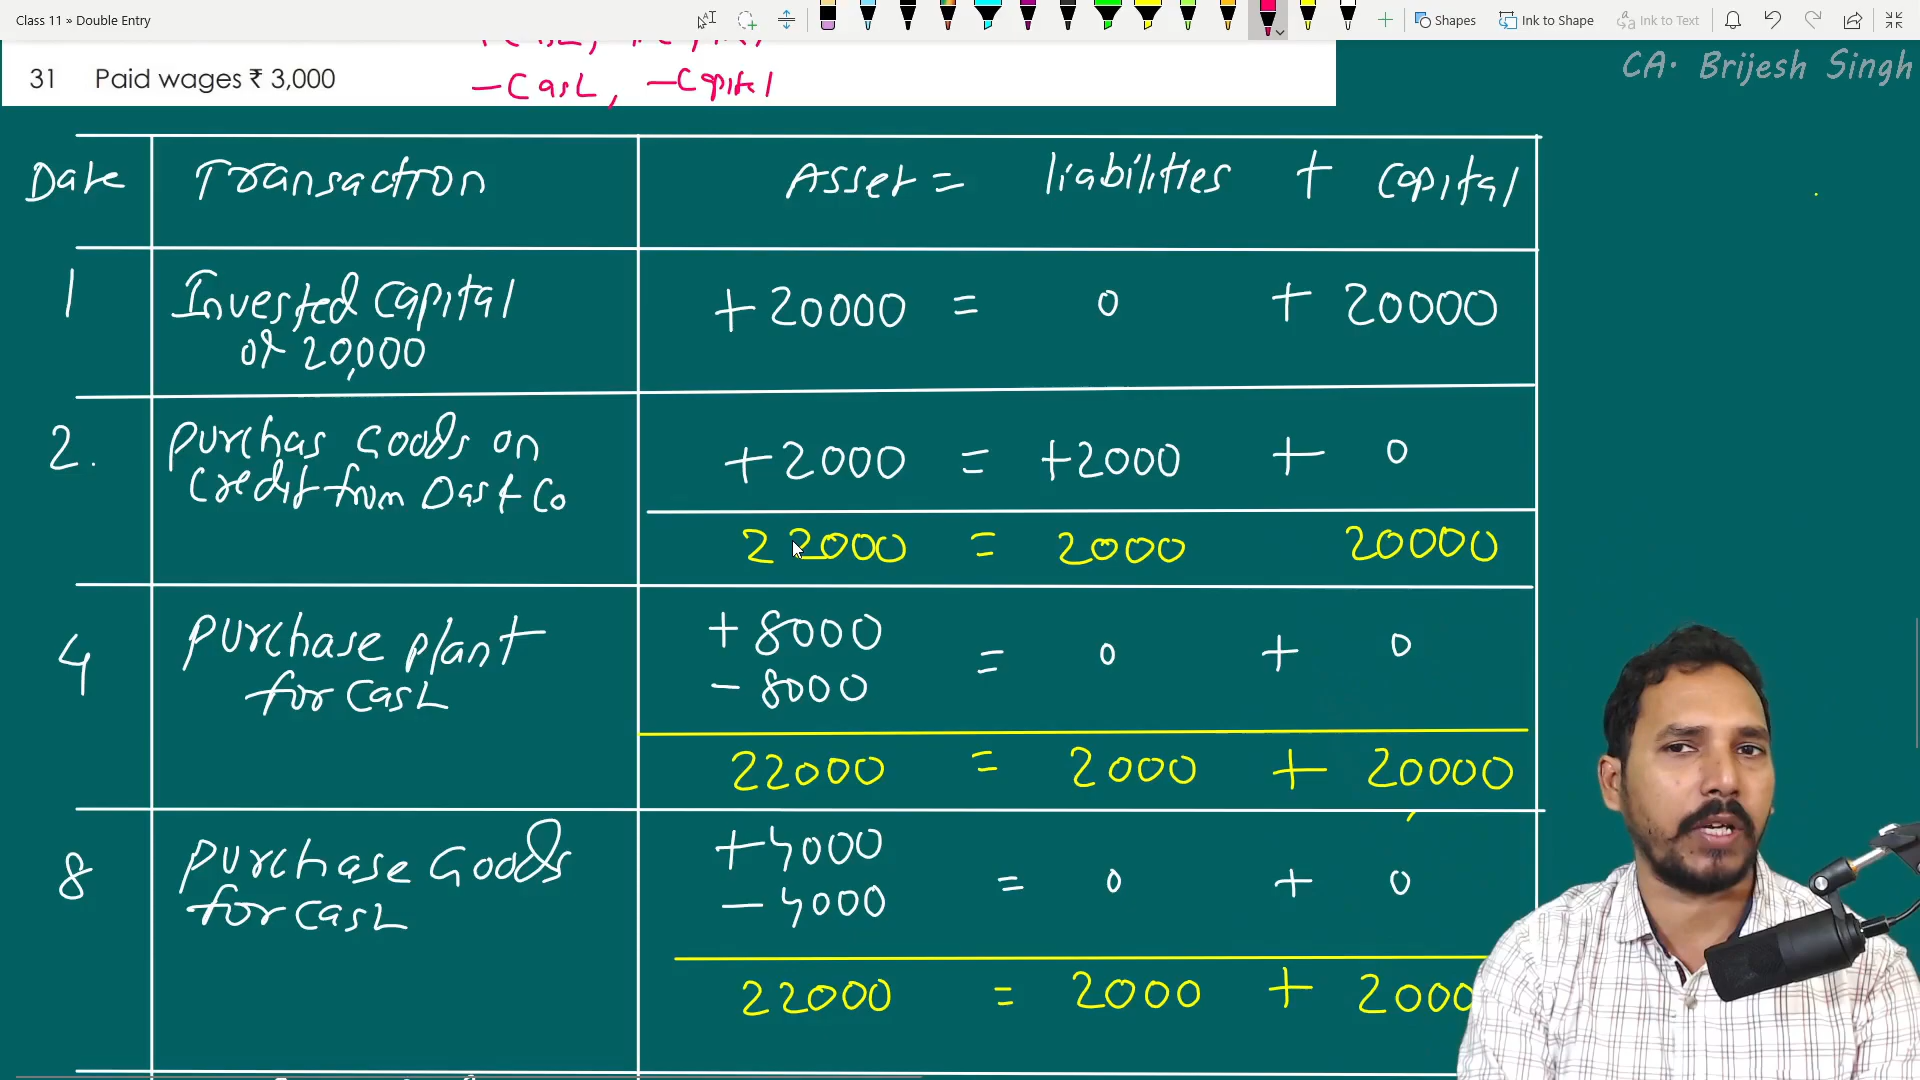 Class 11 » Double Entry
Shapes Ink to Shape Ink to Text
CA. Brijesh Singh
31 Paid wages ₹ 3,000
-Cash, -Capital
Date Transaction Asset = liabilities + capital
1 Invested capital +20000 = 0 + 20000
of 20,000
2. purchas Goods on +2000 = +2000 + 0
credit from Das & Co
22000 = 2000 20000
4 purchase plant +8000 = 0 + 0
for cash -8000
22000 = 2000 + 20000
8 purchase Goods +4000 = 0 + 0
for cash -4000
22000 = 2000 + 2000